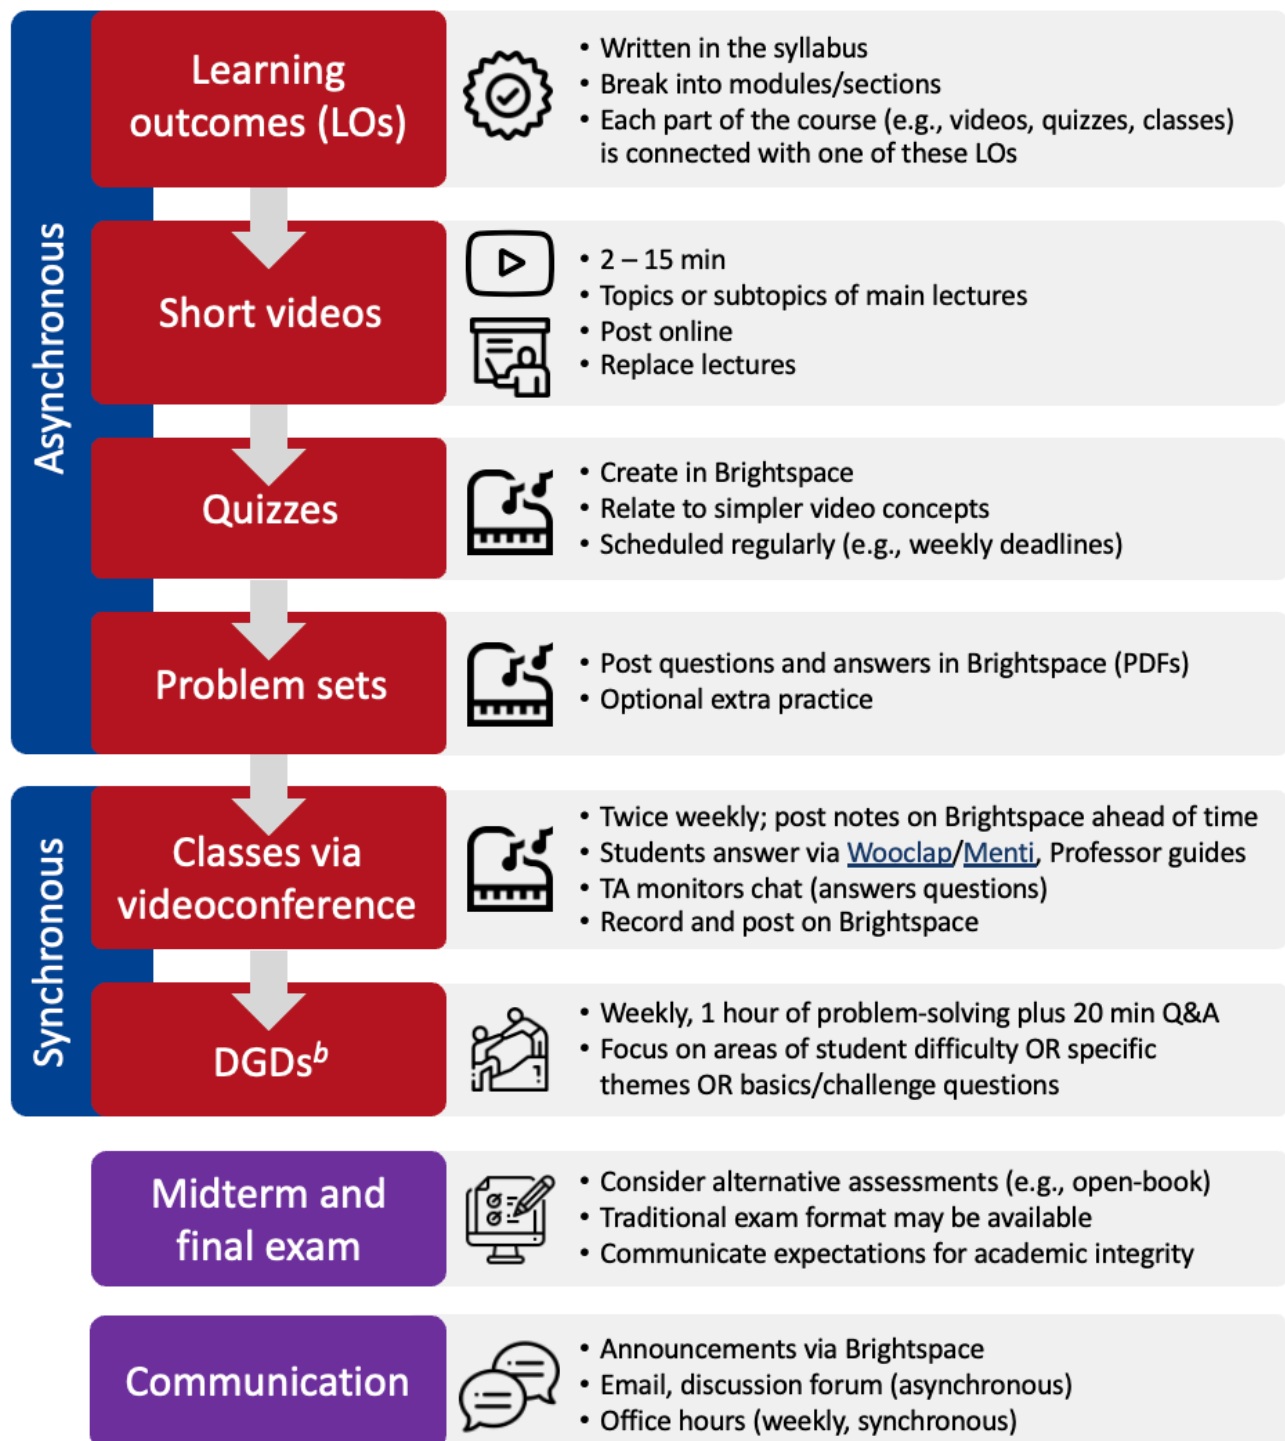 Asynchronous
Learning
outcomes (LOs)
• Written in the syllabus
• Break into modules/sections
• Each part of the course (e.g., videos, quizzes, classes)
is connected with one of these LOs
Short videos
• 2 – 15 min
• Topics or subtopics of main lectures
• Post online
• Replace lectures
Quizzes
• Create in Brightspace
• Relate to simpler video concepts
• Scheduled regularly (e.g., weekly deadlines)
Problem sets
• Post questions and answers in Brightspace (PDFs)
• Optional extra practice
Synchronous
Classes via
videoconference
• Twice weekly; post notes on Brightspace ahead of time
• Students answer via Wooclap/Menti, Professor guides
• TA monitors chat (answers questions)
• Record and post on Brightspace
DGDsᵇ
• Weekly, 1 hour of problem-solving plus 20 min Q&A
• Focus on areas of student difficulty OR specific
themes OR basics/challenge questions
Midterm and
final exam
• Consider alternative assessments (e.g., open-book)
• Traditional exam format may be available
• Communicate expectations for academic integrity
Communication
• Announcements via Brightspace
• Email, discussion forum (asynchronous)
• Office hours (weekly, synchronous)